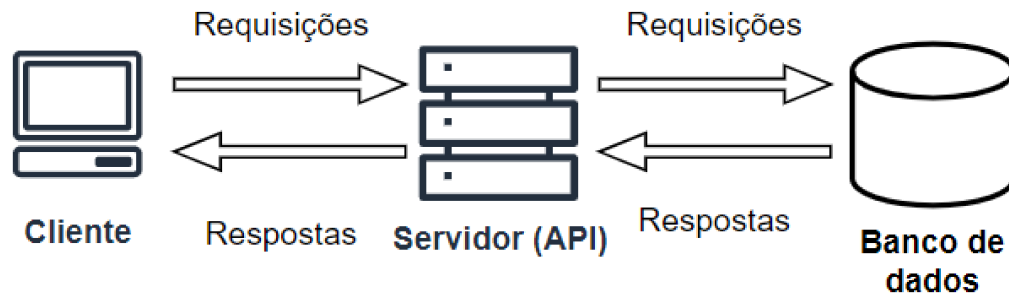 Requisições
Requisições
Cliente
Respostas
Servidor (API)
Respostas
Banco de
dados